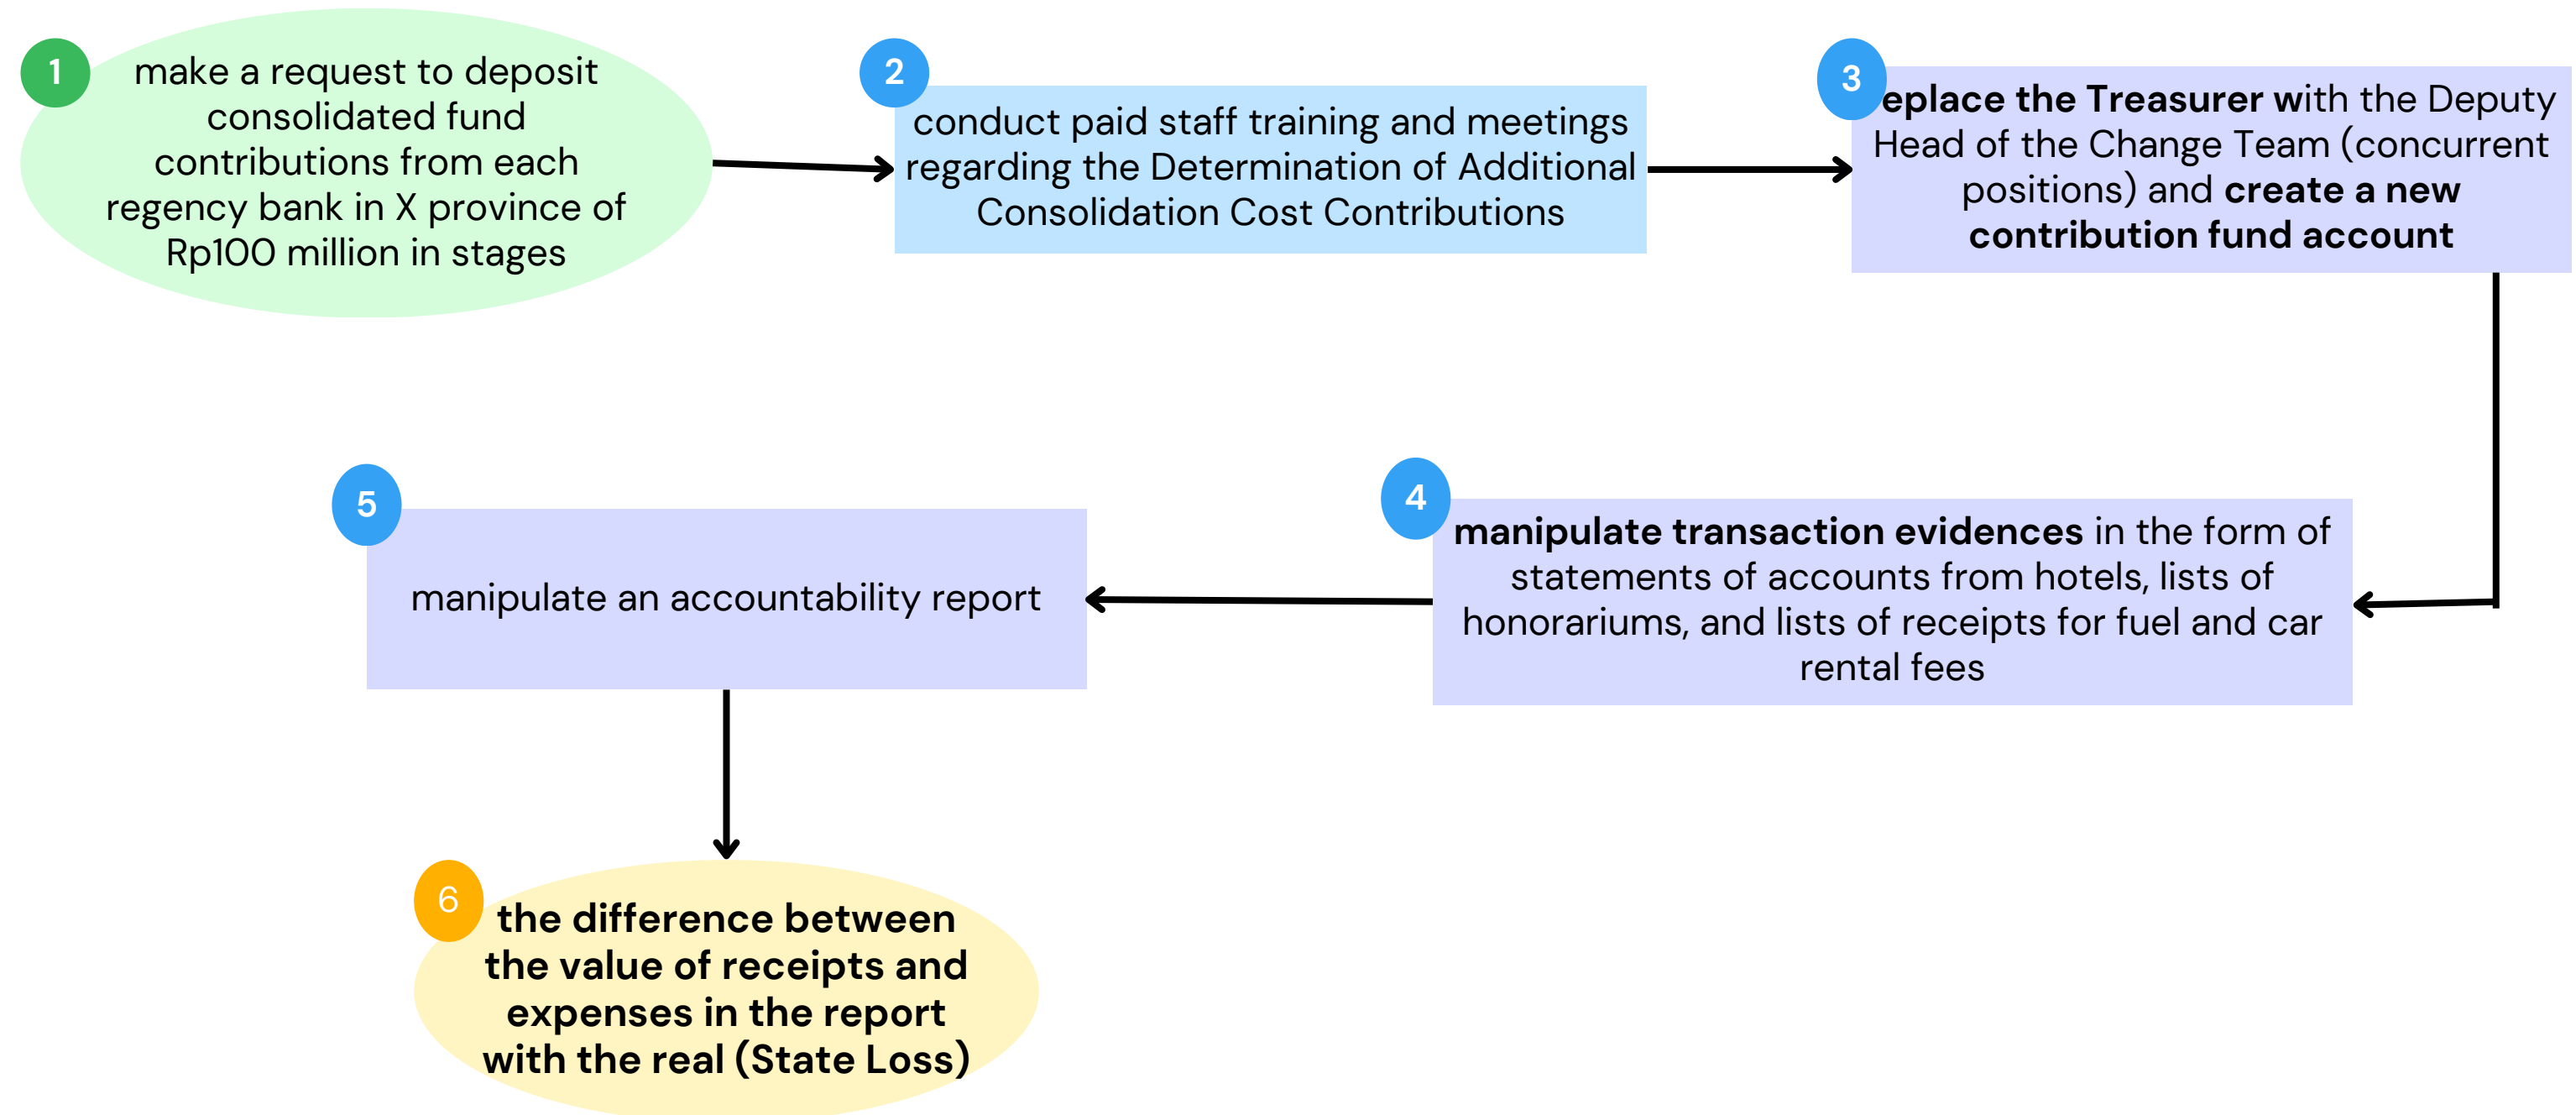 1
make a request to deposit
consolidated fund
contributions from each
regency bank in X province of
Rp100 million in stages
2
conduct paid staff training and meetings
regarding the Determination of Additional
Consolidation Cost Contributions
3
eplace the Treasurer with the Deputy
Head of the Change Team (concurrent
positions) and create a new
contribution fund account
4
manipulate transaction evidences in the form of
statements of accounts from hotels, lists of
honorariums, and lists of receipts for fuel and car
rental fees
5
manipulate an accountability report
6
the difference between
the value of receipts and
expenses in the report
with the real (State Loss)